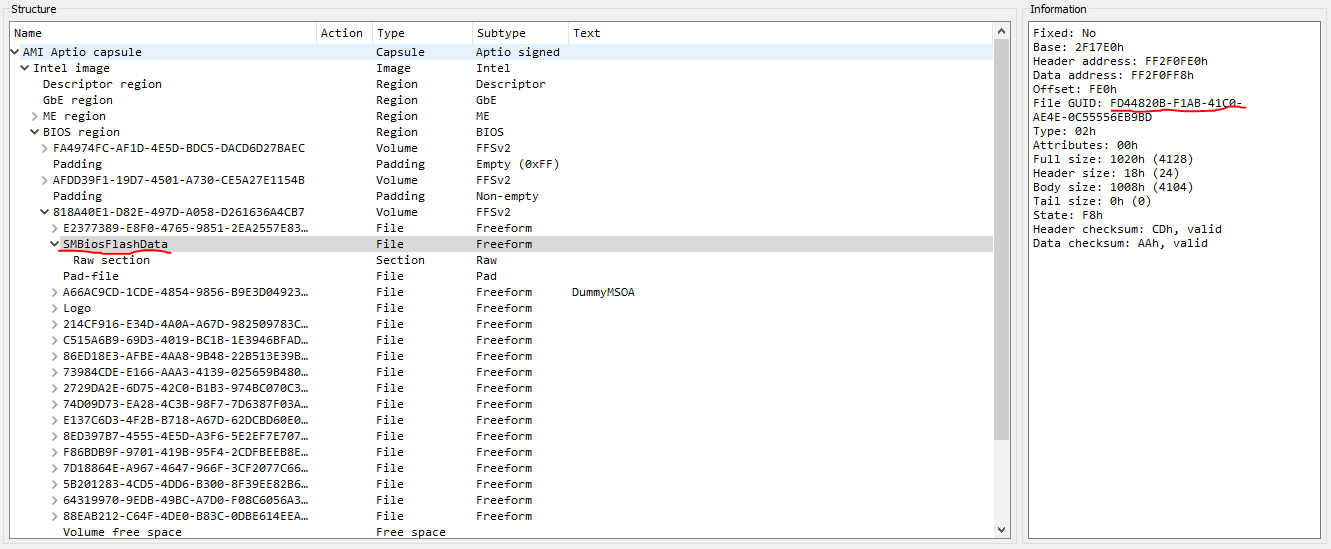 Structure
Name Action Type Subtype Text
AMI Aptio capsule Capsule Aptio signed
Intel image Image Intel
Descriptor region Region Descriptor
GbE region Region GbE
ME region Region ME
BIOS region Region BIOS
FA4974FC-AF1D-4E5D-BDC5-DACD6D27BAEC Volume FFSv2
Padding Padding Empty (0xFF)
AFDD39F1-19D7-4501-A730-CE5A27E1154B Volume FFSv2
Padding Padding Non-empty
818A40E1-D82E-497D-A058-D261636A4CB7 Volume FFSv2
E2377389-E8F0-4765-9851-2EA2557E83… File Freeform
SMBiosFlashData File Freeform
Raw section Section Raw
Pad-file File Pad
A66AC9CD-1CDE-4854-9856-B9E3D04923… File Freeform DummyMSOA
Logo File Freeform
214CF916-E34D-4A0A-A67D-982509783C… File Freeform
C515A6B9-69D3-4019-BC1B-1E3946BFAD… File Freeform
86ED18E3-AFBE-4AA8-9B48-22B513E39B… File Freeform
73984CDE-E166-AAA3-4139-025659B480… File Freeform
2729DA2E-6D75-42C0-B1B3-974BC070C3… File Freeform
74D09D73-EA28-4C3B-98F7-7D6387F03A… File Freeform
E137C6D3-4F2B-B718-A67D-62DCBD60E0… File Freeform
8ED397B7-4555-4E5D-A3F6-5E2EF7E707… File Freeform
F86BDB9F-9701-419B-95F4-2CDFBEEB8E… File Freeform
7D18864E-A967-4647-966F-3CF2077C66… File Freeform
5B201283-4CD5-4DD6-B300-8F39EE82B6… File Freeform
64319970-9EDB-49BC-A7D0-F08C6056A3… File Freeform
88EAB212-C64F-4DE0-B83C-0DBE614EEA… File Freeform
Volume free space Free space
Information
Fixed: No
Base: 2F17E0h
Header address: FF2F0FE0h
Data address: FF2F0FF8h
Offset: FE0h
File GUID: FD44820B-F1AB-41C0-
AE4E-0C55556EB9BD
Type: 02h
Attributes: 00h
Full size: 1020h (4128)
Header size: 18h (24)
Body size: 1008h (4104)
Tail size: 0h (0)
State: F8h
Header checksum: CDh, valid
Data checksum: AAh, valid